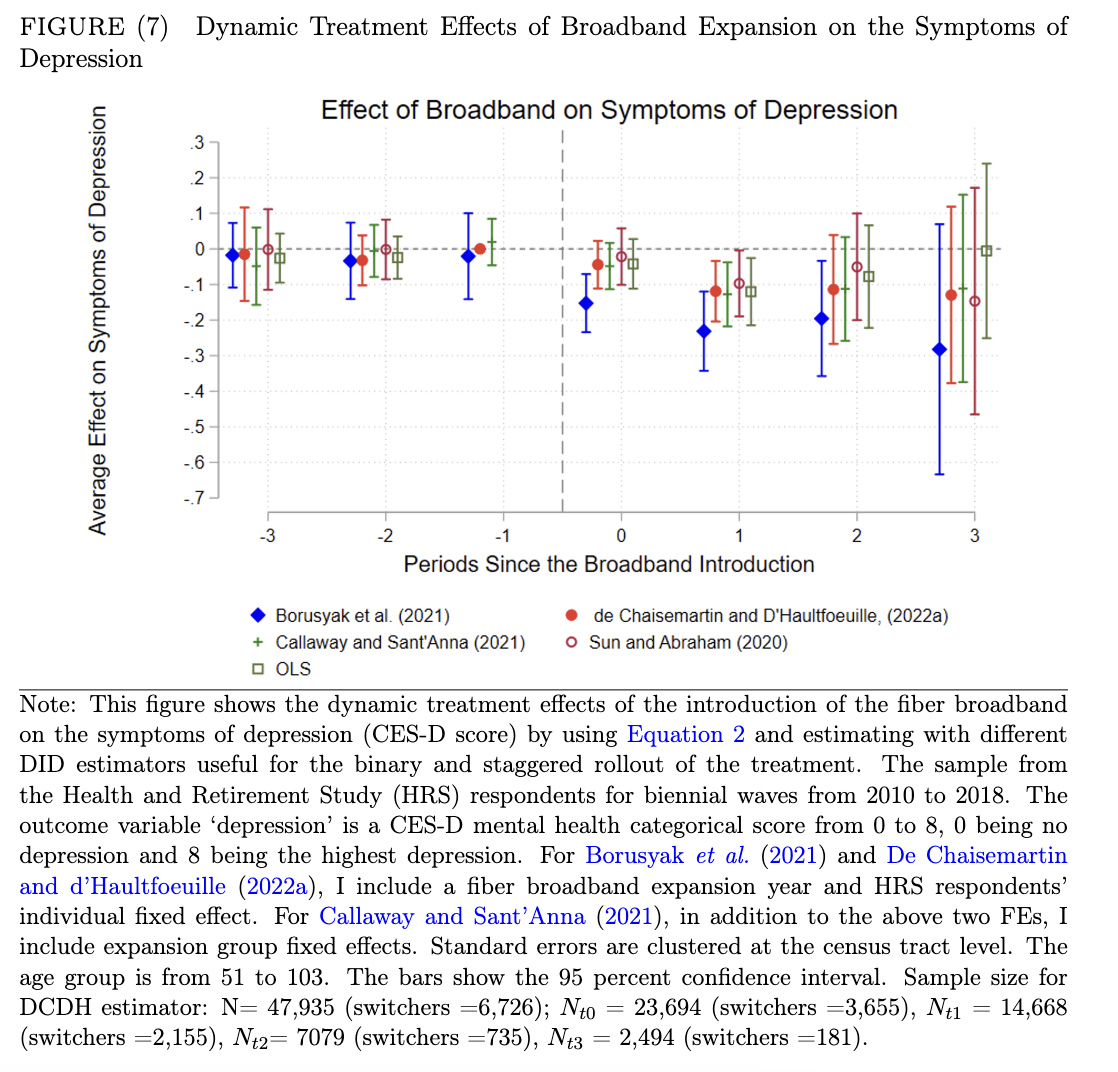 FIGURE (7) Dynamic Treatment Effects of Broadband Expansion on the Symptoms of
Depression
Effect of Broadband on Symptoms of Depression
Average Effect on Symptoms of Depression
.3
.2
.1
0
-.1
-.2
-.3
-.4
-.5
-.6
-.7
-3 -2 -1 0 1 2 3
Periods Since the Broadband Introduction
Borusyak et al. (2021) de Chaisemartin and D'Haultfoeuille, (2022a)
Callaway and Sant'Anna (2021) Sun and Abraham (2020)
OLS
Note: This figure shows the dynamic treatment effects of the introduction of the fiber broadband
on the symptoms of depression (CES-D score) by using Equation 2 and estimating with different
DID estimators useful for the binary and staggered rollout of the treatment. The sample from
the Health and Retirement Study (HRS) respondents for biennial waves from 2010 to 2018. The
outcome variable ‘depression’ is a CES-D mental health categorical score from 0 to 8, 0 being no
depression and 8 being the highest depression. For Borusyak et al. (2021) and De Chaisemartin
and d’Haultfoeuille (2022a), I include a fiber broadband expansion year and HRS respondents’
individual fixed effect. For Callaway and Sant’Anna (2021), in addition to the above two FEs, I
include expansion group fixed effects. Standard errors are clustered at the census tract level. The
age group is from 51 to 103. The bars show the 95 percent confidence interval. Sample size for
DCDH estimator: N= 47,935 (switchers =6,726); Nt0 = 23,694 (switchers =3,655), Nt1 = 14,668
(switchers =2,155), Nt2= 7079 (switchers =735), Nt3 = 2,494 (switchers =181).